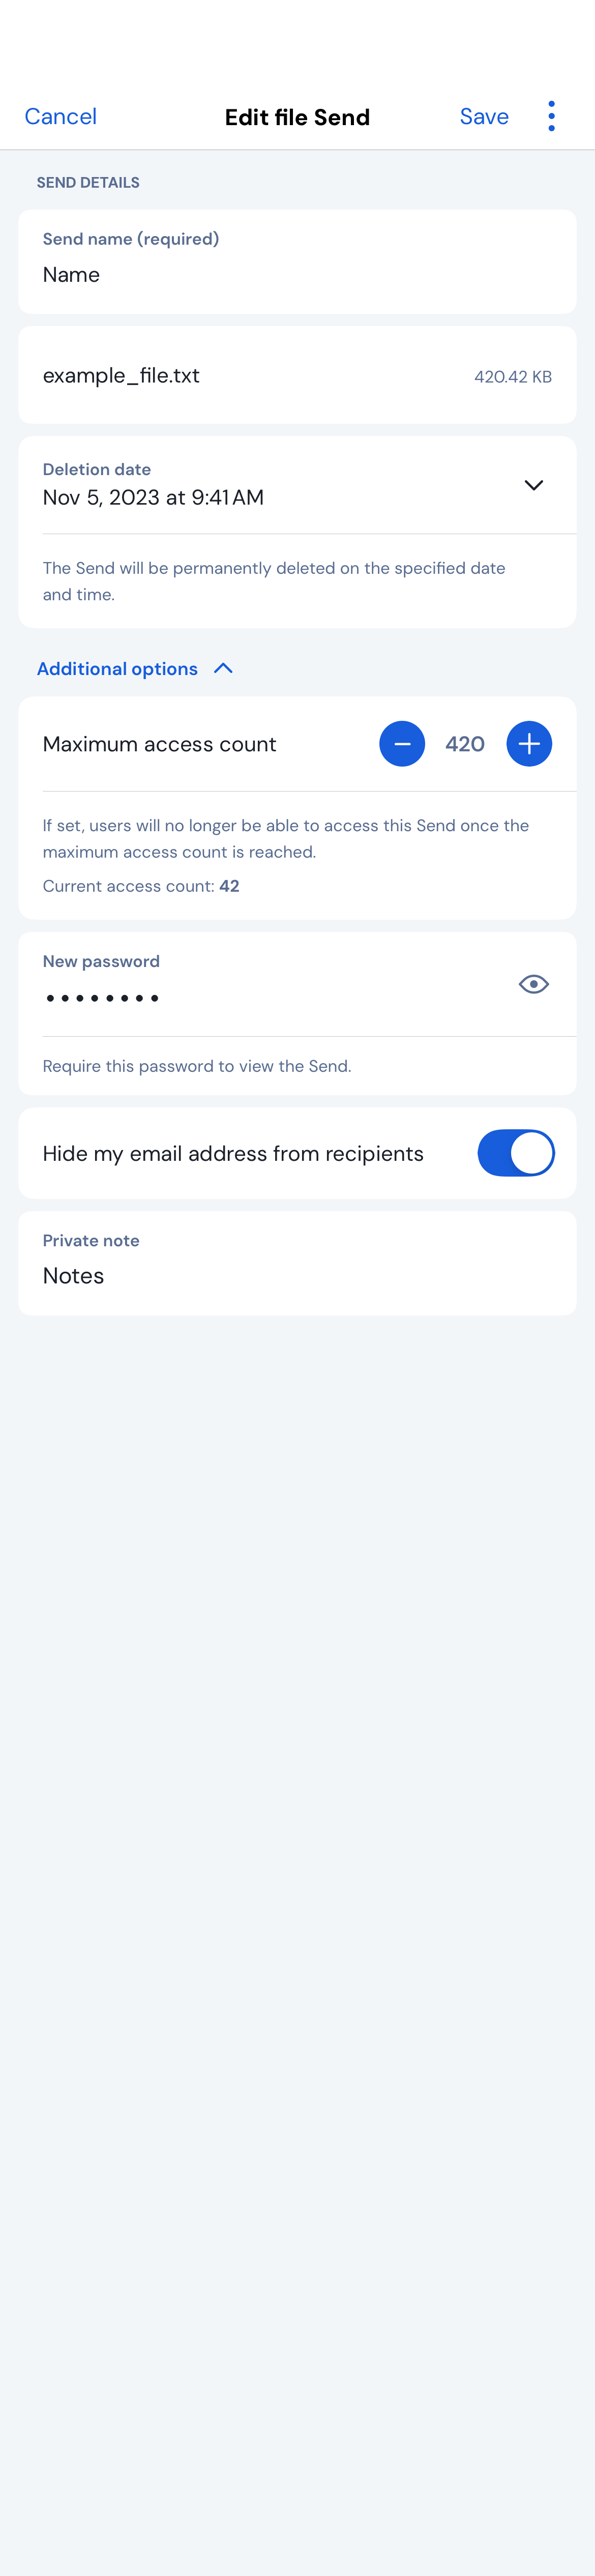 Cancel
Edit file Send
Save
SEND DETAILS
Send name (required)
Name
example_file.txt
420.42 KB
Deletion date
Nov 5, 2023 at 9:41 AM
The Send will be permanently deleted on the specified date
and time.
Additional options
Maximum access count
420
If set, users will no longer be able to access this Send once the
maximum access count is reached.
Current access count: 42
New password
••••••••
Require this password to view the Send.
Hide my email address from recipients
Private note
Notes